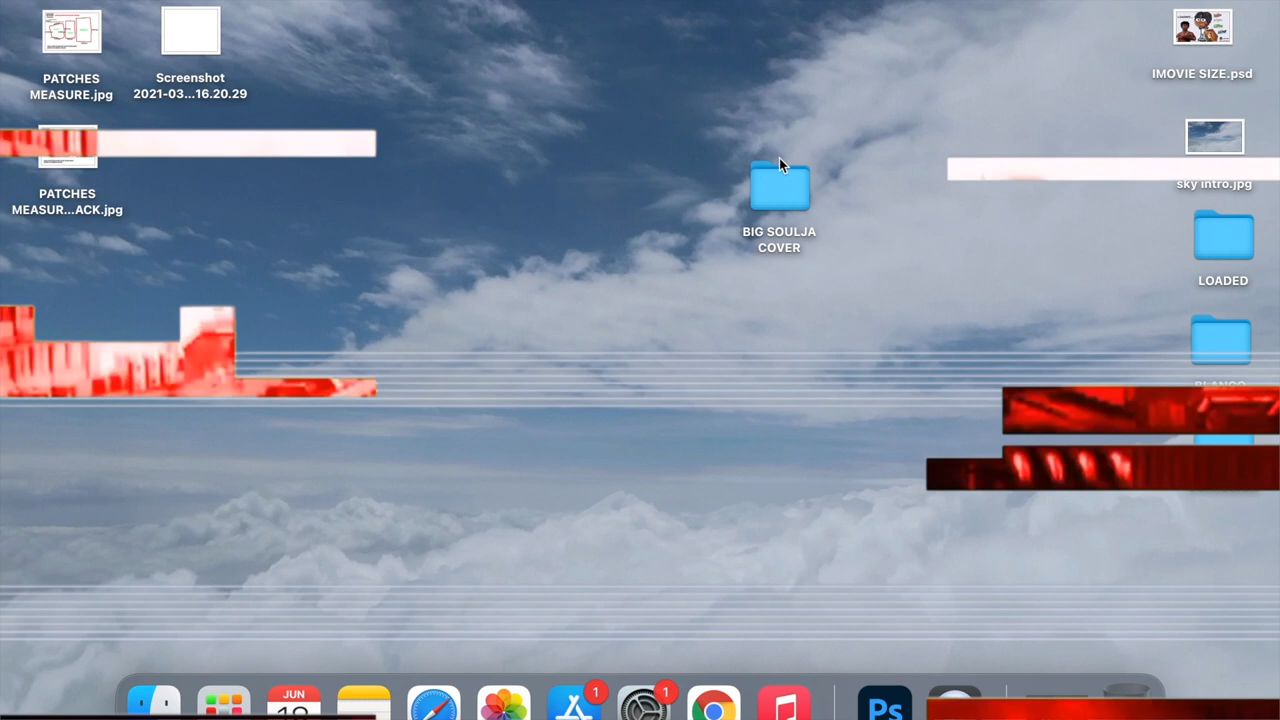 PATCHES
MEASURE.jpg
Screenshot
2021-03...16.20.29
IMOVIE SIZE.psd
PATCHES
MEASUR...ACK.jpg
sky intro.jpg
BIG SOULJA
COVER
LOADED
JUN
1
1
Ps